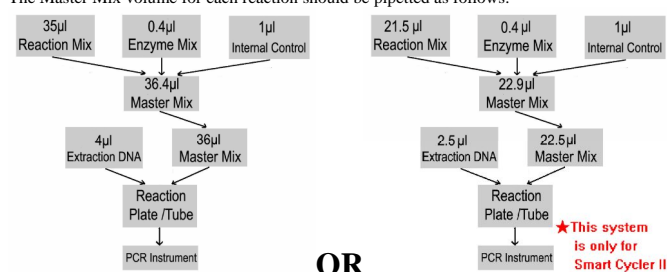 The Master Mix volume for each reaction should be pipetted as follows:
35µl
Reaction Mix
0.4µl
Enzyme Mix
1µl
Internal Control
36.4µl
Master Mix
4µl
Extraction DNA
36µl
Master Mix
Reaction
Plate /Tube
PCR Instrument
OR
21.5 µl
Reaction Mix
0.4 µl
Enzyme Mix
1µl
Internal Control
22.9µl
Master Mix
2.5 µl
Extraction DNA
22.5µl
Master Mix
Reaction
Plate /Tube
PCR Instrument
★This system
is only for
Smart Cycler II